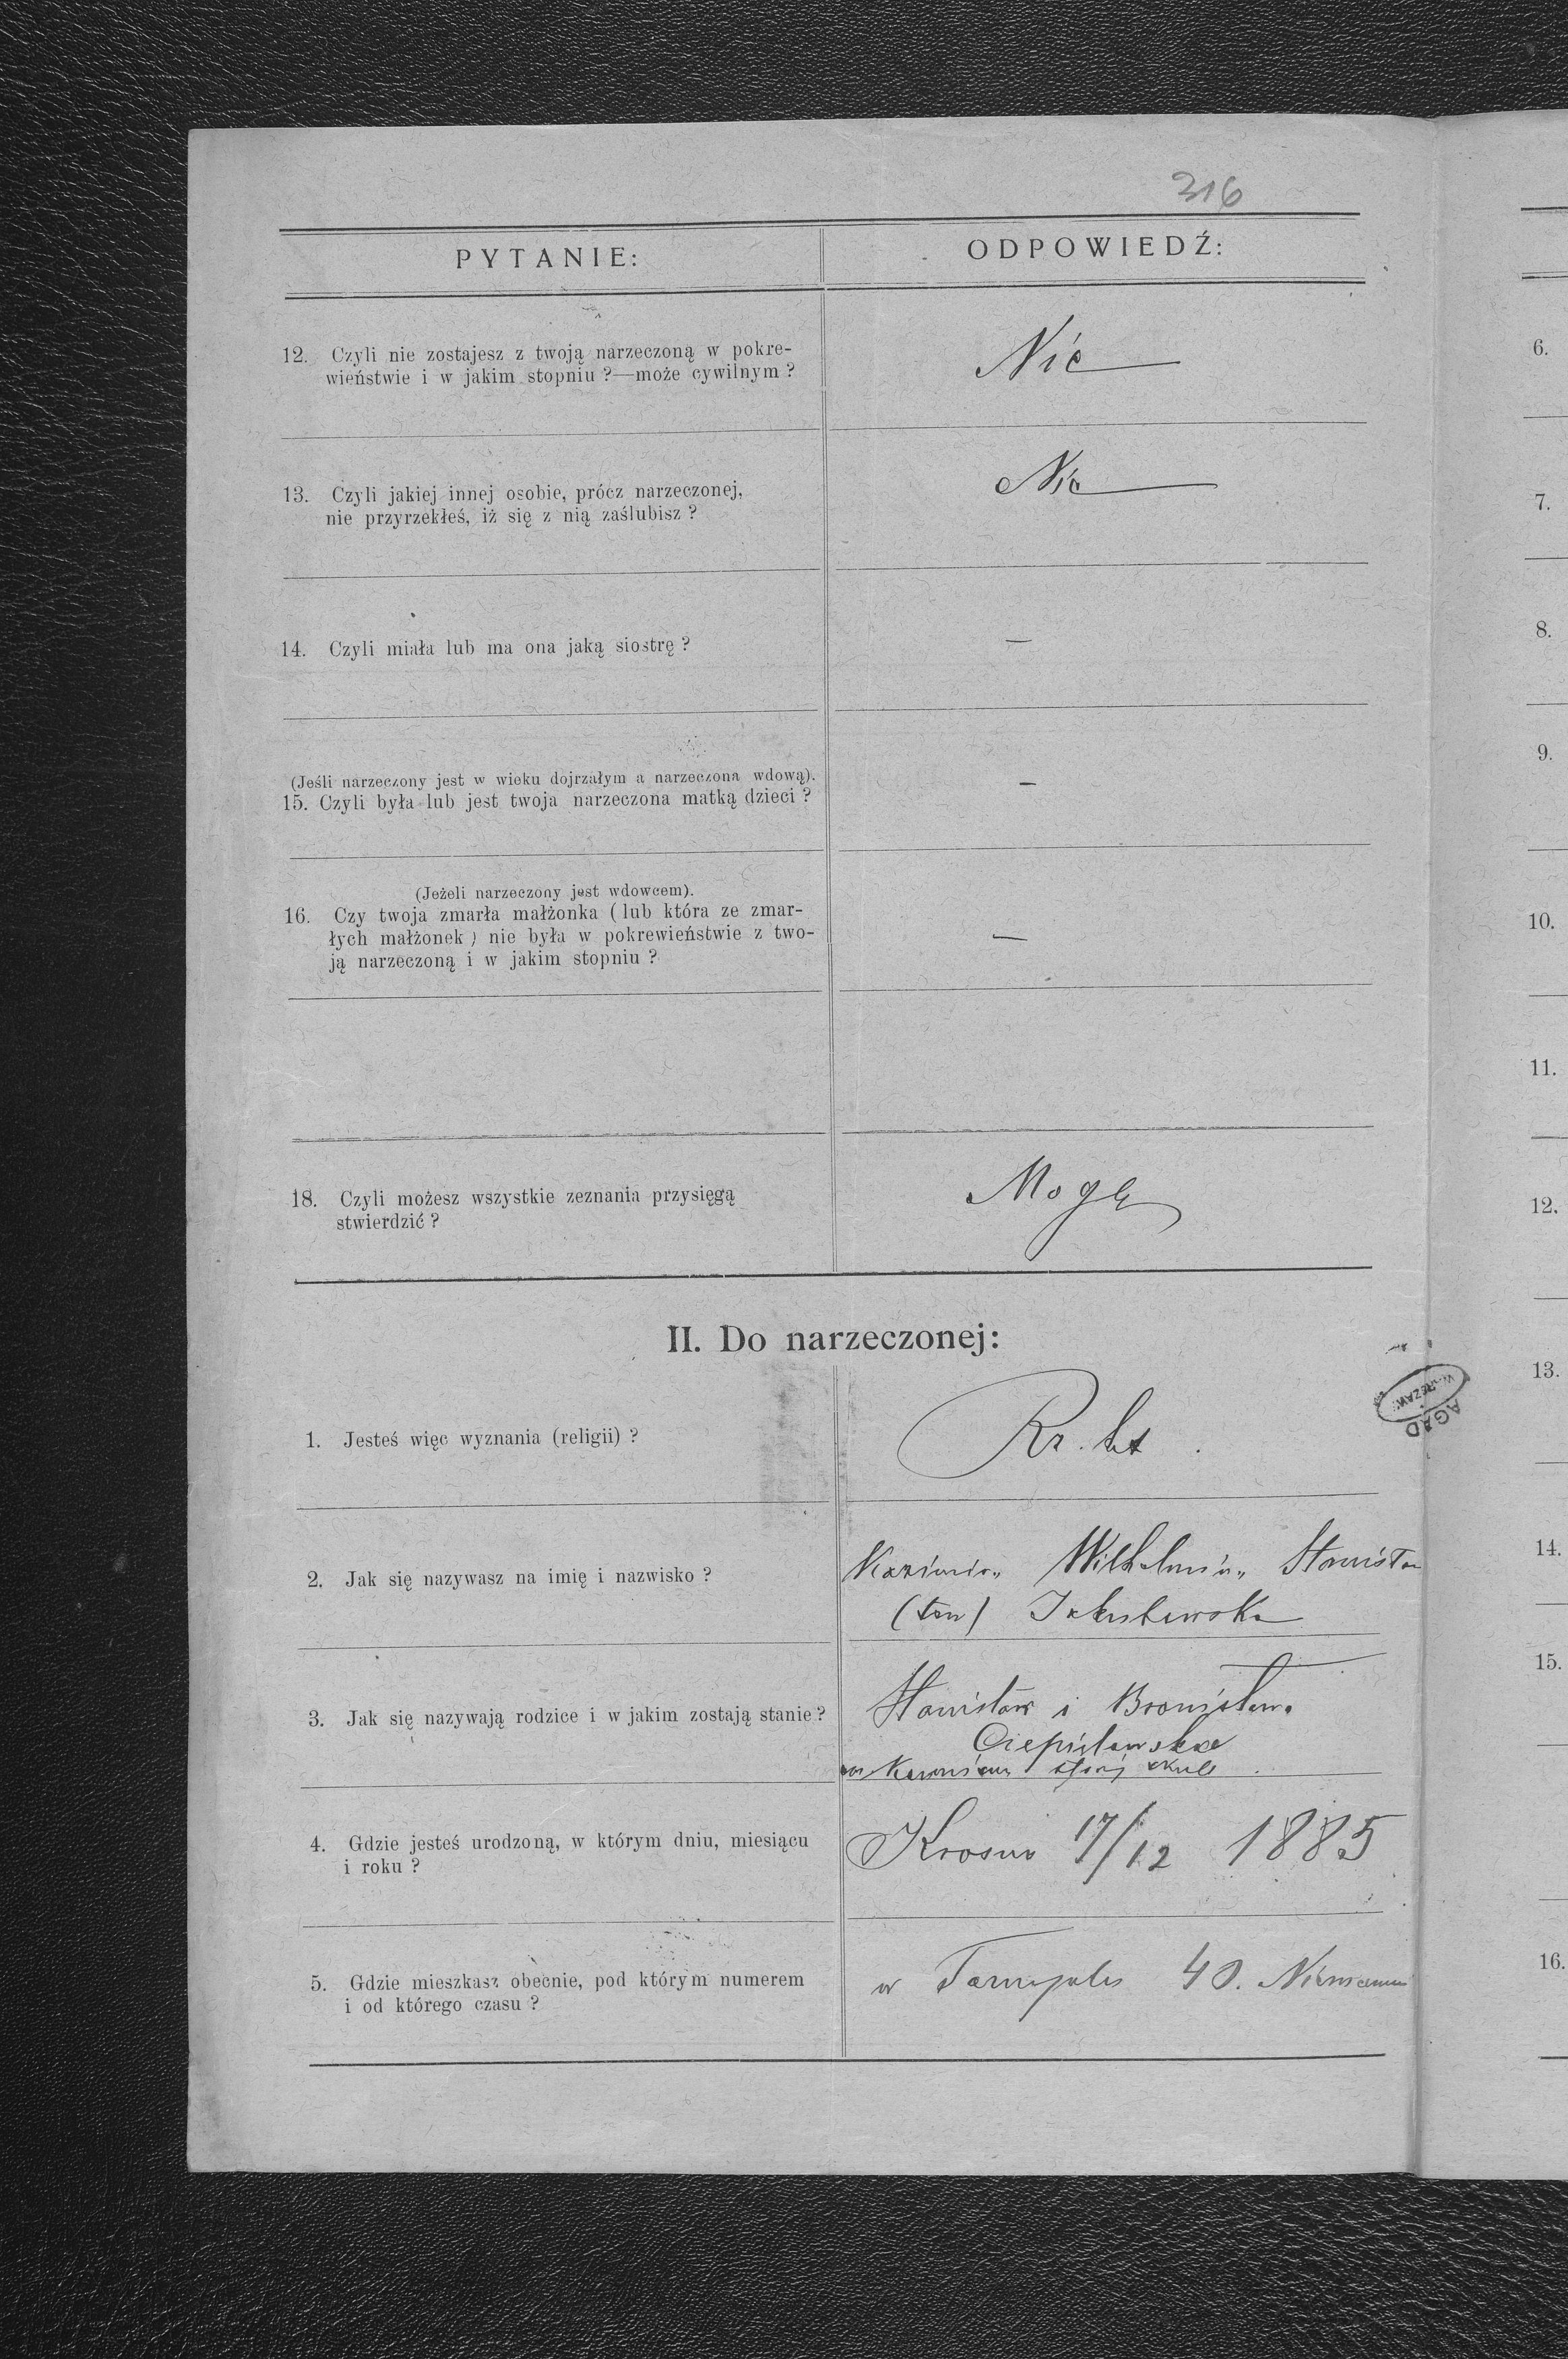 316
PYTANIE:
ODPOWIEDŹ:
12. Czyli nie zostajesz z twoją narzeczoną w pokre-
wieństwie i w jakim stopniu ?—może cywilnym ?
Nie
13. Czyli jakiej innej osobie, prócz narzeczonej,
nie przyrzekłeś, iż się z nią zaślubisz ?
Nie
14. Czyli miała lub ma ona jaką siostrę ?
—
(Jeśli narzeczony jest w wieku dojrzałym a narzeczona wdową).
15. Czyli była lub jest twoja narzeczona matką dzieci ?
—
(Jeżeli narzeczony jest wdowcem).
16. Czy twoja zmarła małżonka ( lub która ze zmar-
łych małżonek ) nie była w pokrewieństwie z two-
ją narzeczoną i w jakim stopniu ?
—
18. Czyli możesz wszystkie zeznania przysięgą
stwierdzić ?
Mogę
II. Do narzeczonej:
1. Jesteś więc wyznania (religii) ?
2. Jak się nazywasz na imię i nazwisko ?
Kazimira Wilhelmina Stanisła
3. Jak się nazywają rodzice i w jakim zostają stanie ?
Stanisław i Bronisława
4. Gdzie jesteś urodzoną, w którym dniu, miesiącu
i roku ?
Krosno 17/12 1885
5. Gdzie mieszkasz obecnie, pod którym numerem
i od którego czasu ?
w
AGAD
6.
7.
8.
9.
10.
11.
12.
13.
14.
15.
16.